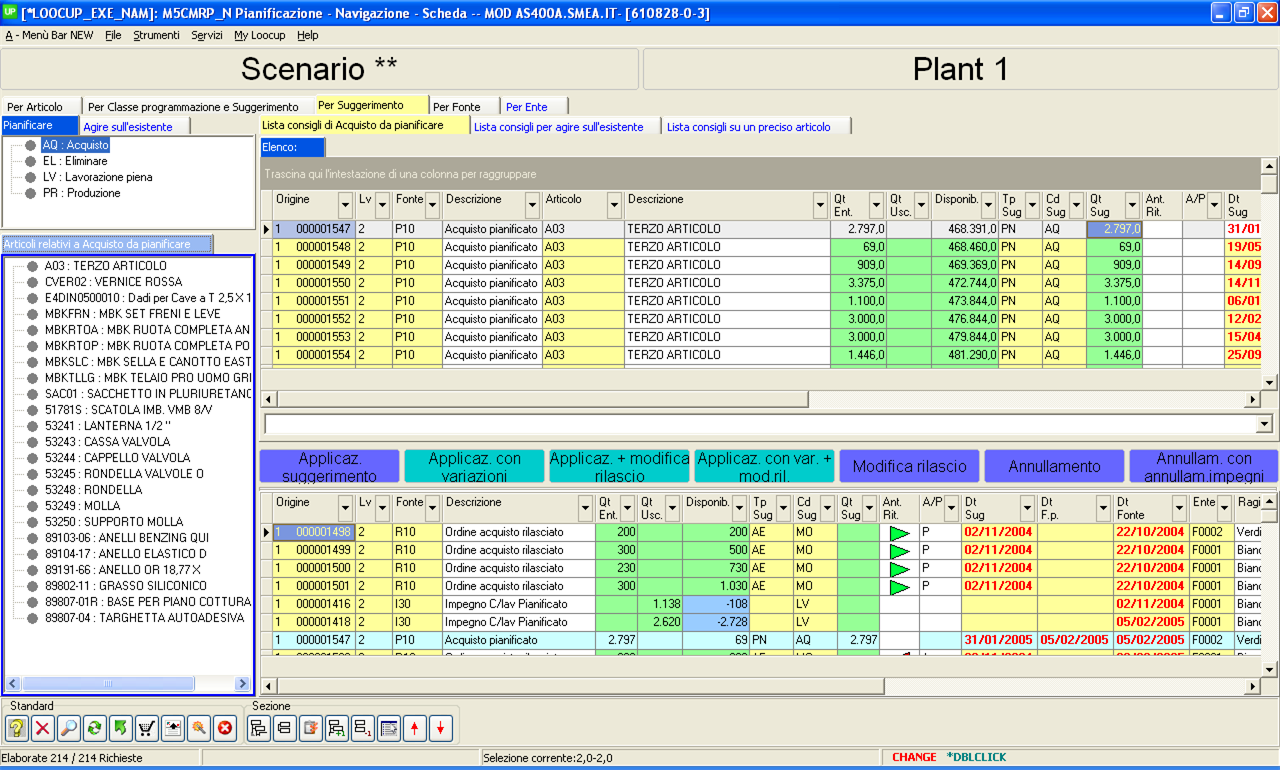 [*LOOCUP_EXE_NAM]: M5CMRP_N Pianificazione - Navigazione - Scheda -- MOD AS400A.SMEA.IT- [610828-0-3]
A - Menù Bar NEW File Strumenti Servizi My Loocup Help
Scenario ** Plant 1
Per Articolo Per Classe programmazione e Suggerimento Per Suggerimento Per Fonte Per Ente
Pianificare Agire sull'esistente
AQ : Acquisto
EL : Eliminare
LV : Lavorazione piena
PR : Produzione
Articoli relativi a Acquisto da pianificare
A03 : TERZO ARTICOLO
CVER02 : VERNICE ROSSA
E4DIN0500010 : Dadi per Cave a T 2,5X1
MBKFRN : MBK SET FRENI E LEVE
MBKRTOA : MBK RUOTA COMPLETA AN
MBKRTOP : MBK RUOTA COMPLETA PO
MBKSLC : MBK SELLA E CANOTTO EAST
MBKTLLG : MBK TELAIO PRO UOMO GRI
SAC01 : SACCHETTO IN PLURIURETANC
51781S : SCATOLA IMB. VMB 8/V
53241 : LANTERNA 1/2 "
53243 : CASSA VALVOLA
53244 : CAPPELLO VALVOLA
53245 : RONDELLA VALVOLE O
53248 : RONDELLA
53249 : MOLLA
53250 : SUPPORTO MOLLA
89103-06 : ANELLI BENZING QUI
89104-17 : ANELLO ELASTICO D
89191-66 : ANELLO OR 18,77 X
89802-11 : GRASSO SILICONICO
89807-01R : BASE PER PIANO COTTURA
89807-04 : TARGHETTA AUTOADESIVA
Lista consigli di Acquisto da pianificare Lista consigli per agire sull'esistente Lista consigli su un preciso articolo
Elenco:
Trascina qui l'intestazione di una colonna per raggruppare
Origine Lv Fonte Descrizione Articolo Descrizione Qt Ent. Qt Usc. Disponib. Tp Sug Cd Sug Qt Sug Ant. Rit. A/P Dt Sug
1 000001547 2 P10 Acquisto pianificato A03 TERZO ARTICOLO 2.797,0 468.391,0 PN AQ 2.797,0 31/01
1 000001548 2 P10 Acquisto pianificato A03 TERZO ARTICOLO 69,0 468.460,0 PN AQ 69,0 19/05
1 000001549 2 P10 Acquisto pianificato A03 TERZO ARTICOLO 909,0 469.369,0 PN AQ 909,0 14/09
1 000001550 2 P10 Acquisto pianificato A03 TERZO ARTICOLO 3.375,0 472.744,0 PN AQ 3.375,0 14/11
1 000001551 2 P10 Acquisto pianificato A03 TERZO ARTICOLO 1.100,0 473.844,0 PN AQ 1.100,0 06/01
1 000001552 2 P10 Acquisto pianificato A03 TERZO ARTICOLO 3.000,0 476.844,0 PN AQ 3.000,0 12/02
1 000001553 2 P10 Acquisto pianificato A03 TERZO ARTICOLO 3.000,0 479.844,0 PN AQ 3.000,0 15/04
1 000001554 2 P10 Acquisto pianificato A03 TERZO ARTICOLO 1.446,0 481.290,0 PN AQ 1.446,0 25/09
Applicaz. suggerimento Applicaz. con variazioni Applicaz. + modifica rilascio Applicaz. con var. + mod.ril. Modifica rilascio Annullamento Annullam. con annullam.impegni
Origine Lv Fonte Descrizione Qt Ent. Qt Usc. Disponib. Tp Sug Cd Sug Qt Sug Ant. Rit. A/P Dt Sug Dt F.p. Dt Fonte Ente Ragi
1 000001498 2 R10 Ordine acquisto rilasciato 200 200 AE MO P 02/11/2004 22/10/2004 F0002 Verdi
1 000001499 2 R10 Ordine acquisto rilasciato 300 500 AE MO P 02/11/2004 22/10/2004 F0001 Bianc
1 000001500 2 R10 Ordine acquisto rilasciato 230 730 AE MO P 02/11/2004 22/10/2004 F0001 Bianc
1 000001501 2 R10 Ordine acquisto rilasciato 300 1.030 AE MO P 02/11/2004 22/10/2004 F0001 Bianc
1 000001416 2 I30 Impegno C/lav Pianificato 1.138 -108 LV 02/11/2004 F0001 Bianc
1 000001418 2 I30 Impegno C/lav Pianificato 2.620 -2.728 LV 05/02/2005 F0001 Bianc
1 000001547 2 P10 Acquisto pianificato 2.797 69 PN AQ 2.797 31/01/2005 05/02/2005 05/02/2005 F0002 Verdi
Standard Sezione
Elaborate 214 / 214 Richieste Selezione corrente:2,0-2,0 CHANGE *DBLCLICK